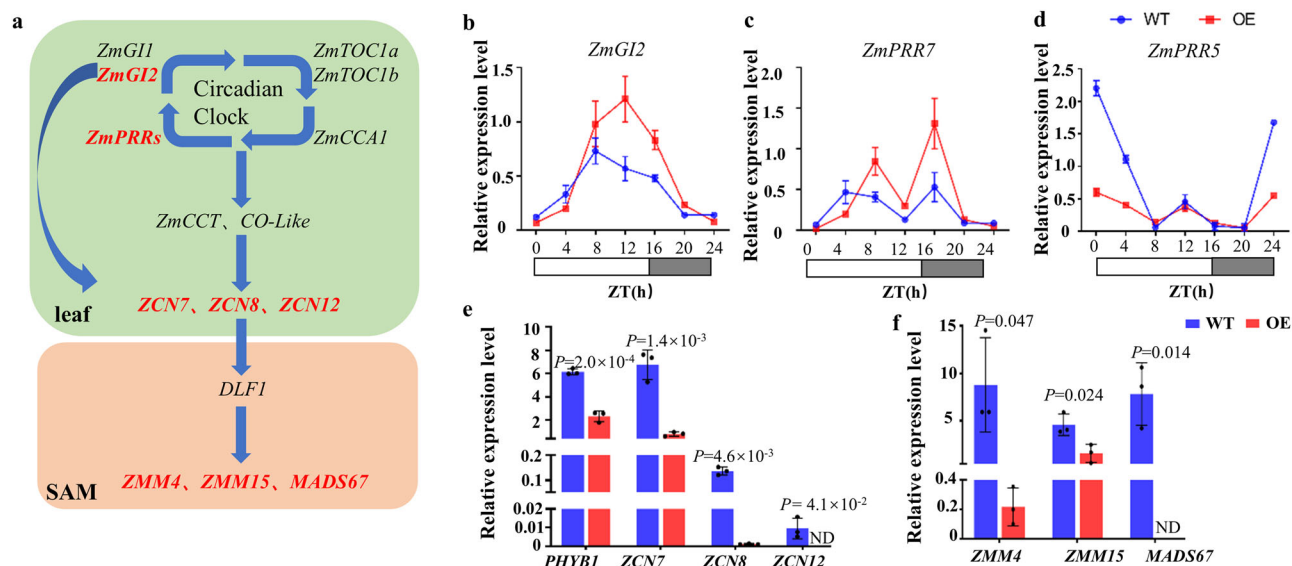 a
ZmGI1
ZmGI2
ZmTOC1a
ZmTOC1b
Circadian
Clock
ZmPRRs
ZmCCA1
ZmCCT、CO-Like
ZCN7、ZCN8、ZCN12
leaf
DLF1
ZMM4、ZMM15、MADS67
SAM
WT OE
b
ZmGI2
Relative expression level
1.5
1.0
0.5
0
0 4 8 12 16 20 24
c
ZmPRR7
Relative expression level
2.0
1.5
1.0
0.5
0
0 4 8 12 16 20 24
ZT(h)
d
ZmPRR5
Relative expression level
2.5
2.0
1.5
1.0
0.5
0
0 4 8 12 16 20 24
ZT(h)
e
Relative expression level
10
8
6
4
2
0.2
0.1
0.02
0.01
0
P=2.0×10-4
P=1.4×10-3
P=4.6×10-3
P= 4.1×10-2
ND
PHYB1 ZCN7 ZCN8 ZCN12
f
WT OE
Relative expression level
15
10
5
0.4
0.2
0
P=0.047
P=0.024
P=0.014
ND
ZMM4 ZMM15 MADS67